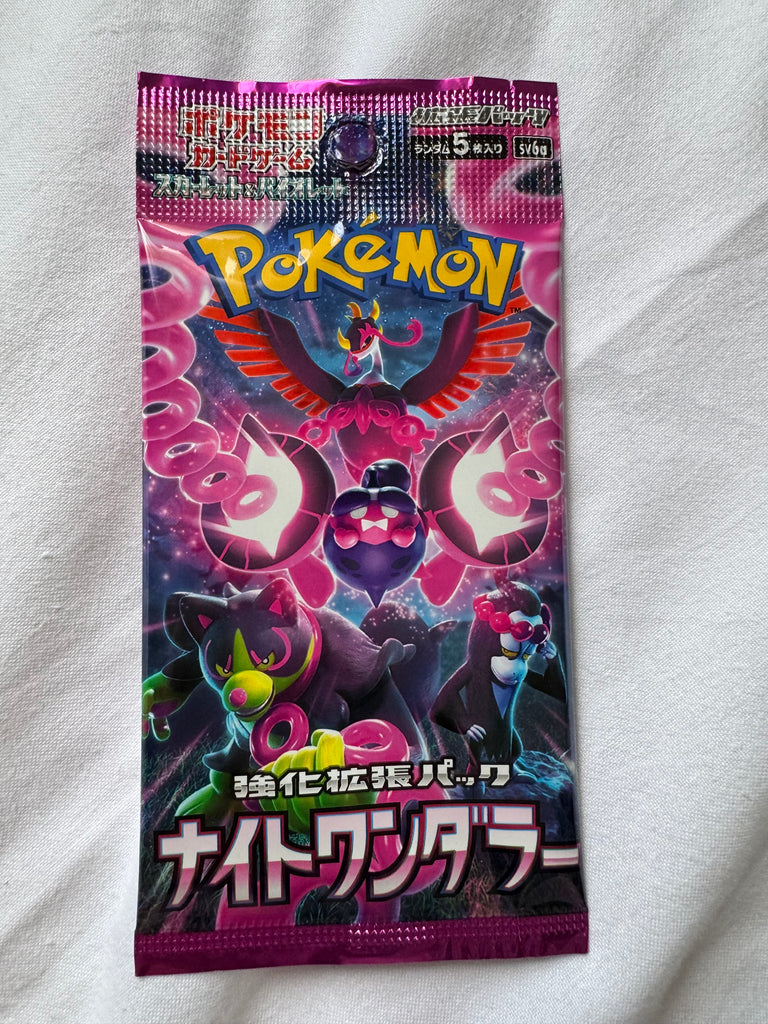 ポケモン
カードゲーム
スカーレット&バイオレット
拡張パック
ランダム5枚入り
sv6a
POKéMON
TM
強化拡張パック
ナイトワンダラー